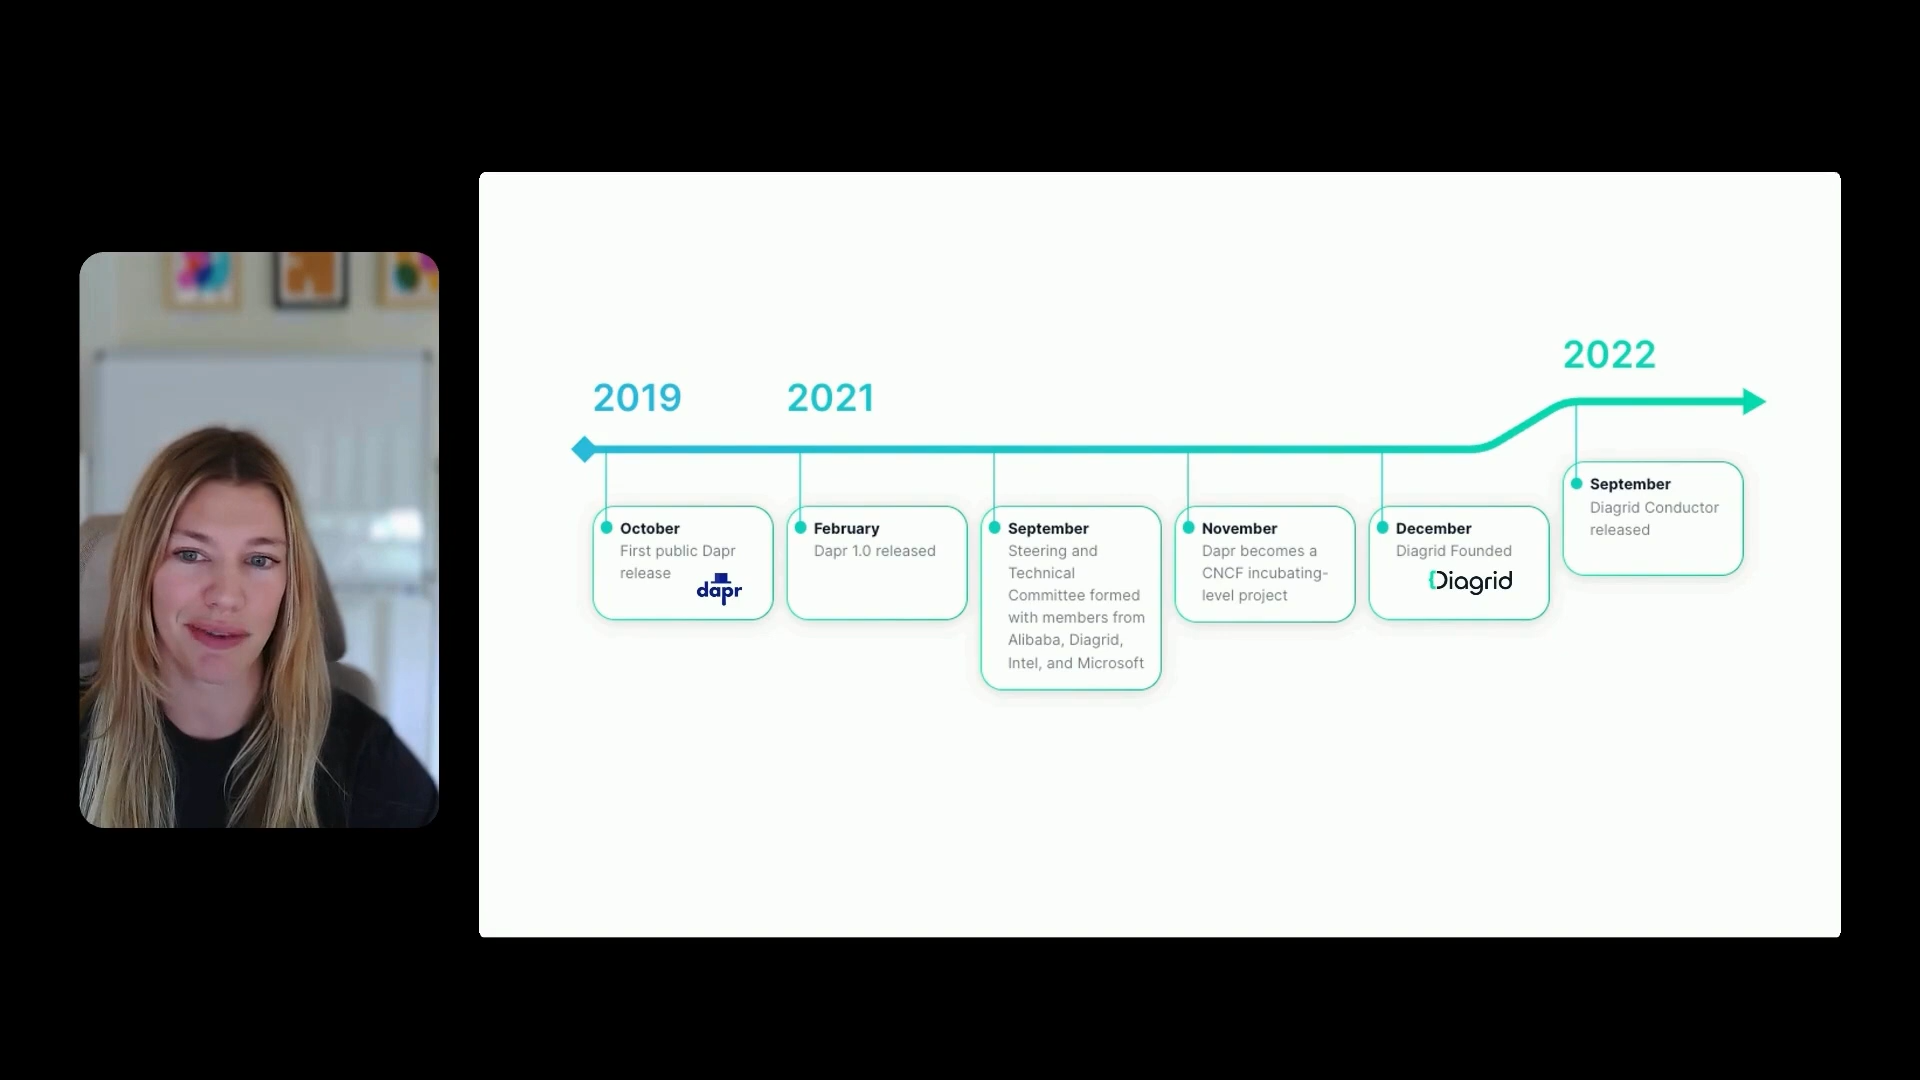 2019
2021
2022
October
First public Dapr
release
dapr
February
Dapr 1.0 released
September
Steering and
Technical
Committee formed
with members from
Alibaba, Diagrid,
Intel, and Microsoft
November
Dapr becomes a
CNCF incubating-
level project
December
Diagrid Founded
Diagrid
September
Diagrid Conductor
released